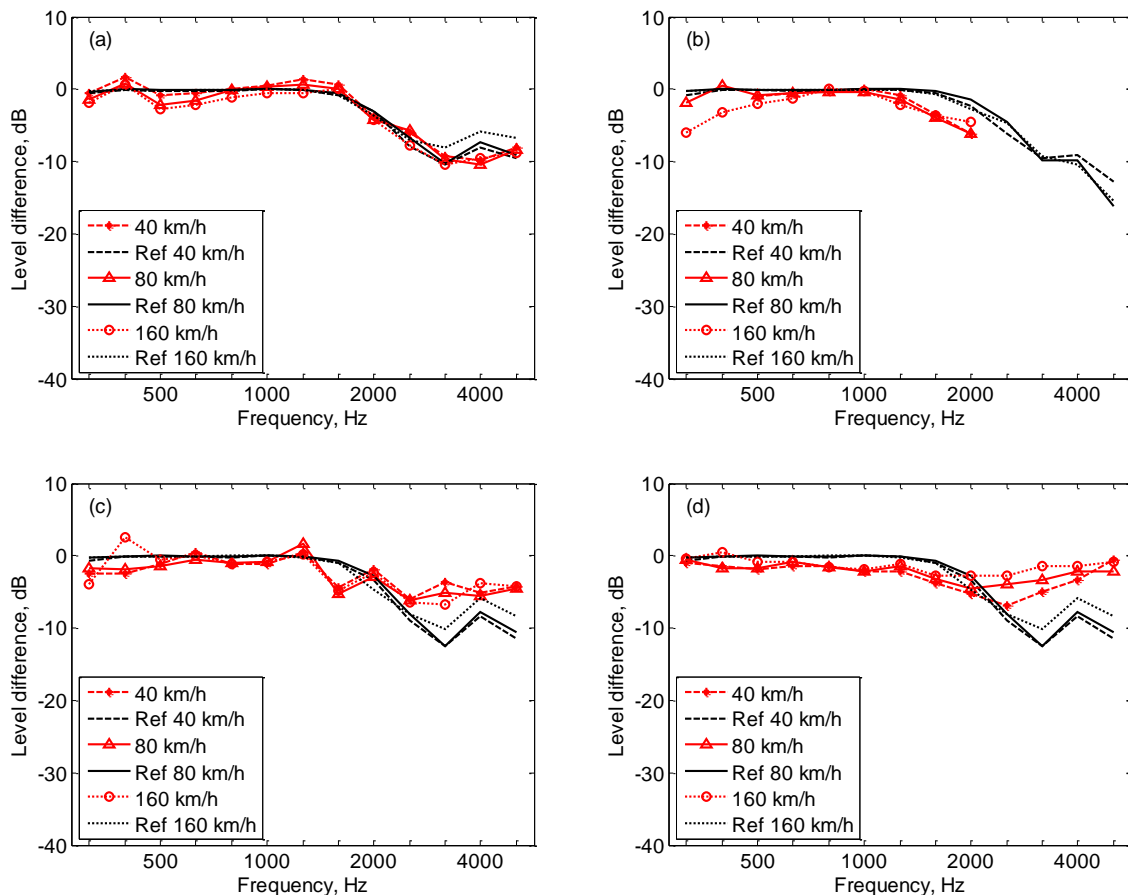 (a)
Level difference, dB
10
0
-10
-20
-30
-40
40 km/h
Ref 40 km/h
80 km/h
Ref 80 km/h
160 km/h
Ref 160 km/h
500 1000 2000 4000
Frequency, Hz
(b)
Level difference, dB
10
0
-10
-20
-30
-40
40 km/h
Ref 40 km/h
80 km/h
Ref 80 km/h
160 km/h
Ref 160 km/h
500 1000 2000 4000
Frequency, Hz
(c)
Level difference, dB
10
0
-10
-20
-30
-40
40 km/h
Ref 40 km/h
80 km/h
Ref 80 km/h
160 km/h
Ref 160 km/h
500 1000 2000 4000
Frequency, Hz
(d)
Level difference, dB
10
0
-10
-20
-30
-40
40 km/h
Ref 40 km/h
80 km/h
Ref 80 km/h
160 km/h
Ref 160 km/h
500 1000 2000 4000
Frequency, Hz